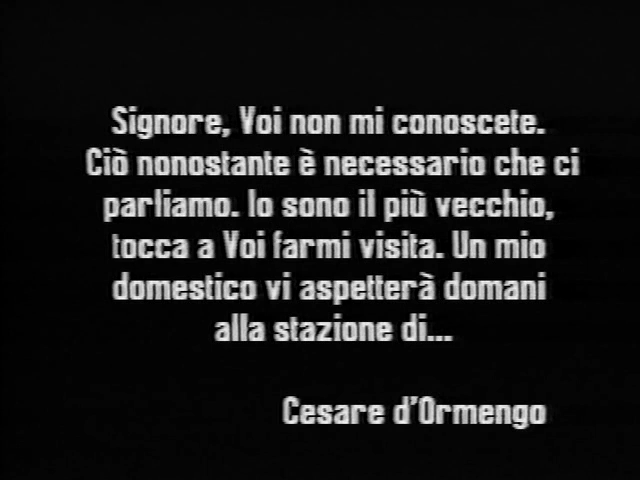 Signore, Voi non mi conoscete.
Ciò nonostante è necessario che ci
parliamo. Io sono il più vecchio,
tocca a Voi farmi visita. Un mio
domestico vi aspetterà domani
alla stazione di...
Cesare d'Ormengo